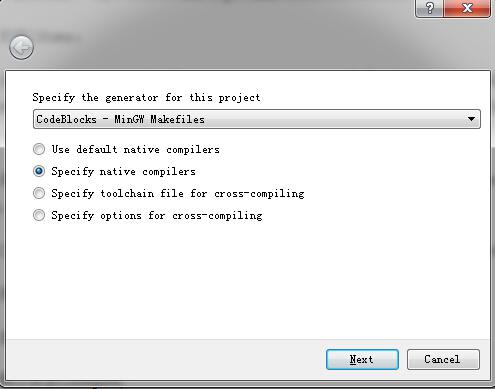 Specify the generator for this project
CodeBlocks - MinGW Makefiles
Use default native compilers
Specify native compilers
Specify toolchain file for cross-compiling
Specify options for cross-compiling
Next
Cancel